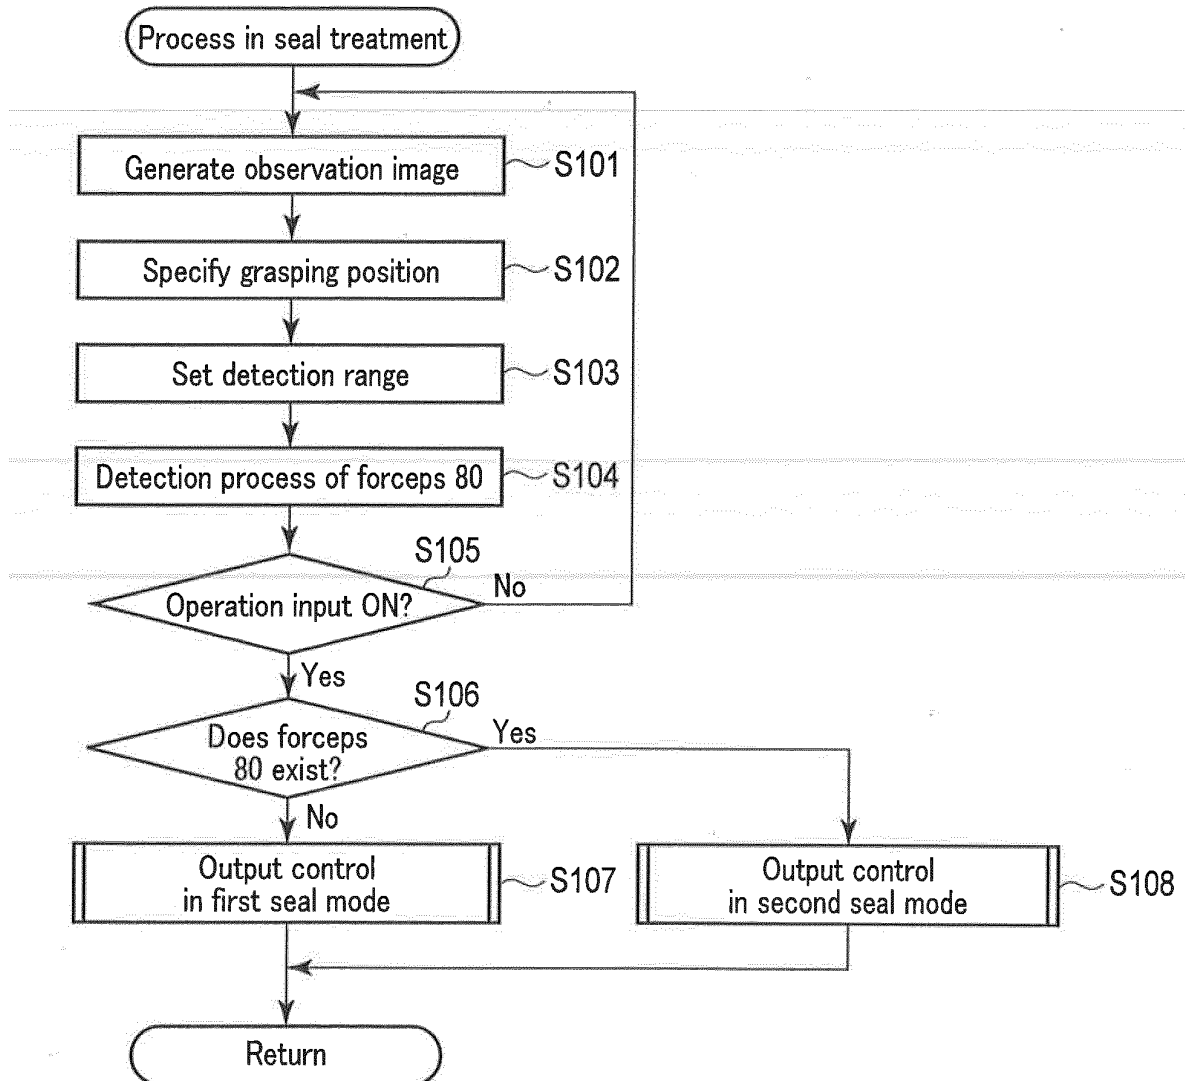 Process in seal treatment
Generate observation image
S101
Specify grasping position
S102
Set detection range
S103
Detection process of forceps 80
S104
S105
Operation input ON?
No
Yes
S106
Does forceps
80 exist?
Yes
No
Output control
in first seal mode
S107
Output control
in second seal mode
S108
Return